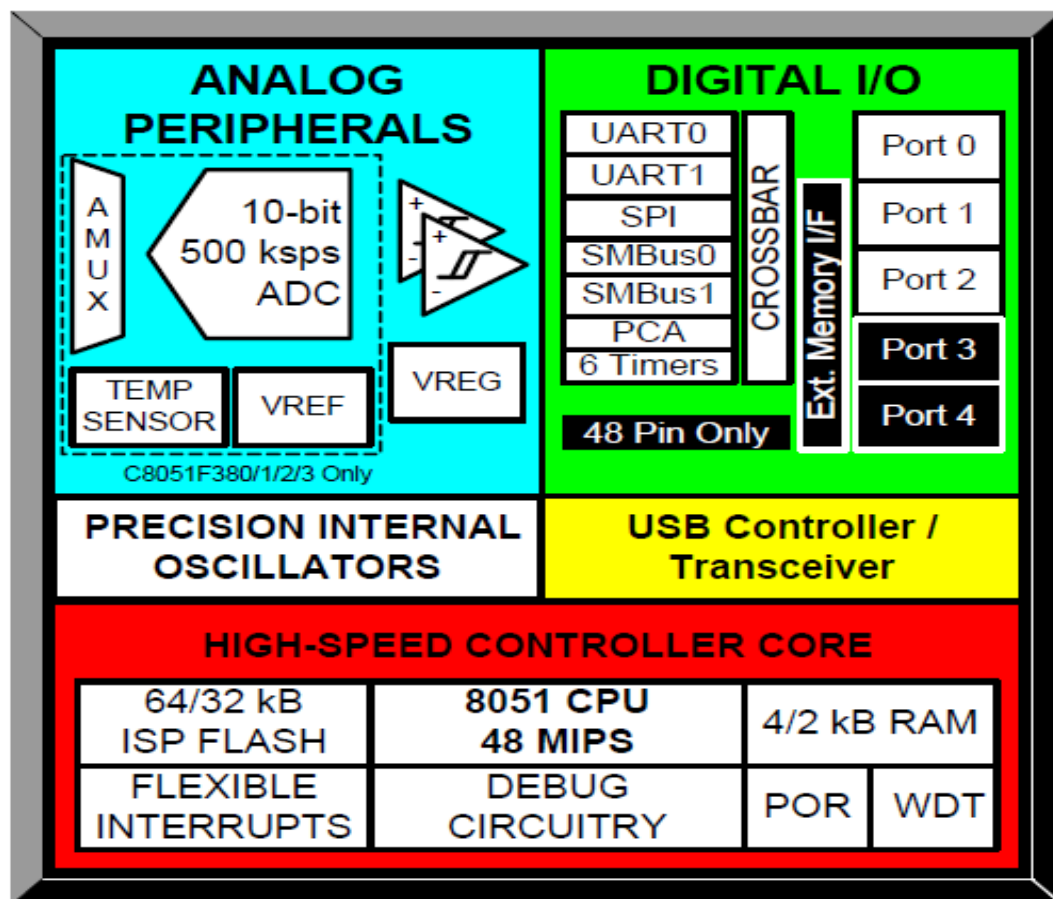 ANALOG
PERIPHERALS
A
M
U
X
10-bit
500 ksps
ADC
+
-
+
-
TEMP
SENSOR
VREF
VREG
C8051F380/1/2/3 Only
DIGITAL I/O
UART0
UART1
SPI
SMBus0
SMBus1
PCA
6 Timers
CROSSBAR
Ext. Memory I/F
Port 0
Port 1
Port 2
Port 3
Port 4
48 Pin Only
PRECISION INTERNAL
OSCILLATORS
USB Controller /
Transceiver
HIGH-SPEED CONTROLLER CORE
64/32 kB
ISP FLASH
8051 CPU
48 MIPS
4/2 kB RAM
FLEXIBLE
INTERRUPTS
DEBUG
CIRCUITRY
POR
WDT